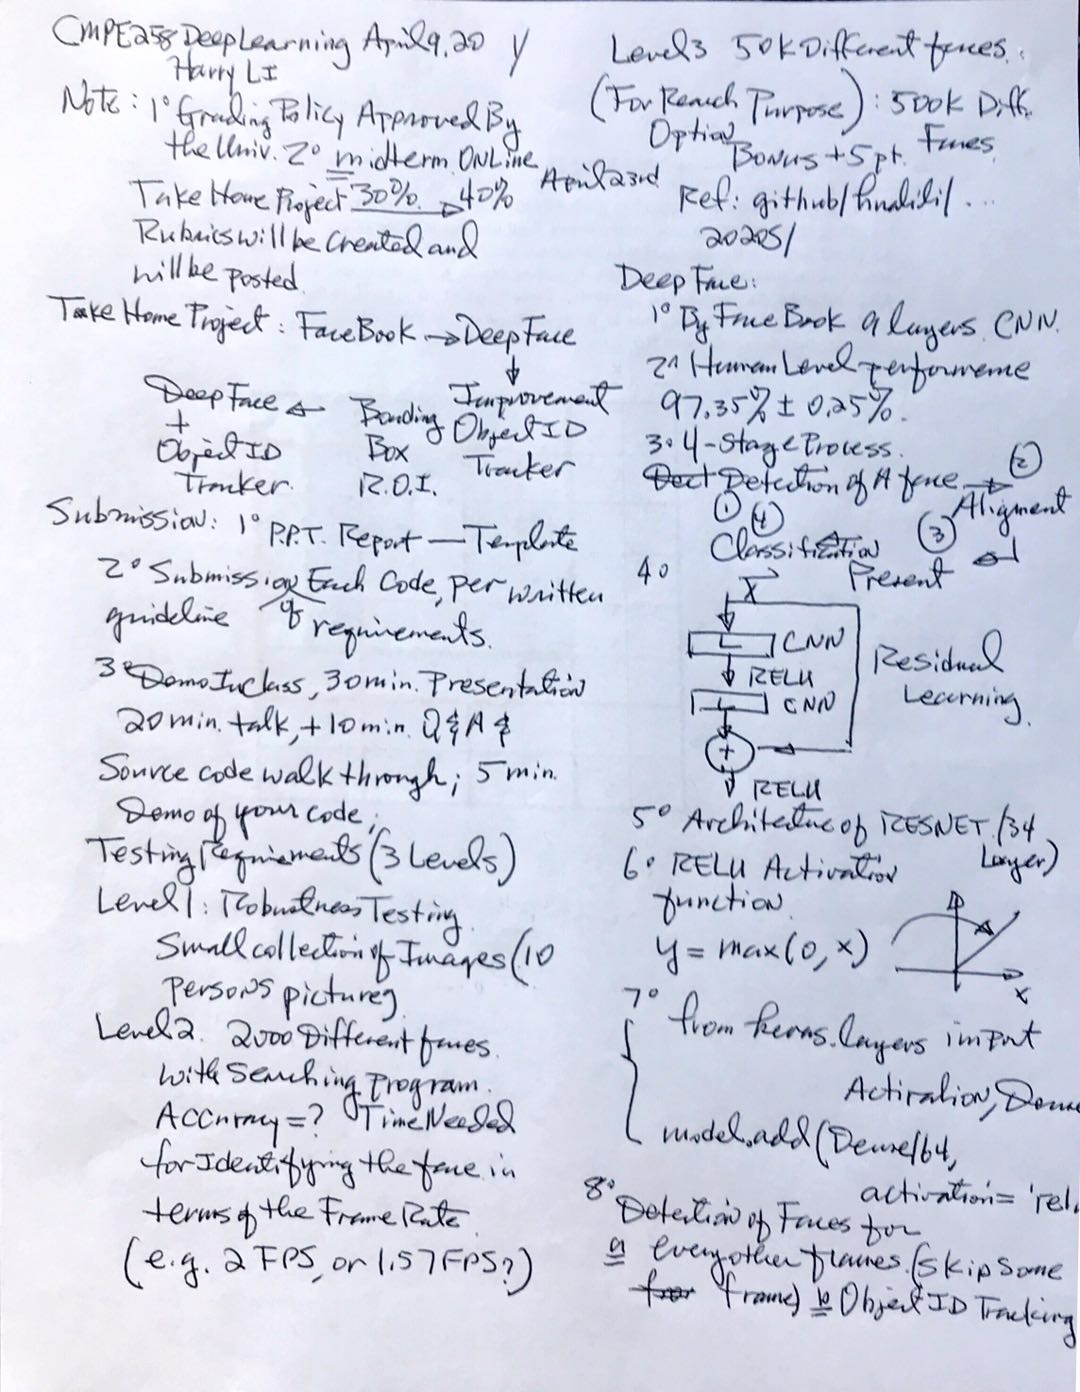 CMPE258 Deep Learning April 9, 20
Harry LI
Note: 1° Grading Policy Approved By
the Univ. 2° midterm ONLine
April 23rd
Take Home Project 30% → 40%
Rubrics will be created and
will be posted.
Take Home Project: FaceBook → DeepFace
↓
Improvement
DeepFace ← Bonding Object ID
+ Box Tracker
Object ID R.O.I.
Tracker.
Submission: 1° P.P.T. Report — Template
2° Submission of Each Code, per written
guideline requirements.
3° Demo In class, 30 min. Presentation
20 min. talk, + 10 min. Q & A &
Source code walk through; 5 min.
Demo of your code;
Testing Requiements (3 Levels)
Level 1: Robustness Testing
Small collection of Images (10
persons pictures)
Level 2. 2000 Different faces
with Searching Program.
Accuracy = ? Time Needed
for Identifying the face in
terms of the Frame Rate
(e.g. 2 FPS, or 1.57 FPS?)
Level 3 50K Different faces.
(For Reach Purpose): 500K Diff.
Option Faces
Bonus + 5 pt.
Ref: github/hualili/...
2020S/
Deep Face:
1° By FaceBook 9 layers CNN.
2° Human Level performance
97.35% ± 0.25%.
3° 4-Stage Process.
Detection of A face → ②
① Aligment
④ ③
Classification Present
4° X
CNN
RELU
CNN
+
RELU
Residual
Learning
5° Architectue of RESNET (34
Layer)
6° RELU Activation
function
y = max(0, x)
x
7° from keras.layers import
Activation, Dense
model.add(Dense(64,
activation = 'rel
8° Detection of Faces for
a every other frames. (skip some
frame) b Object ID Tracking